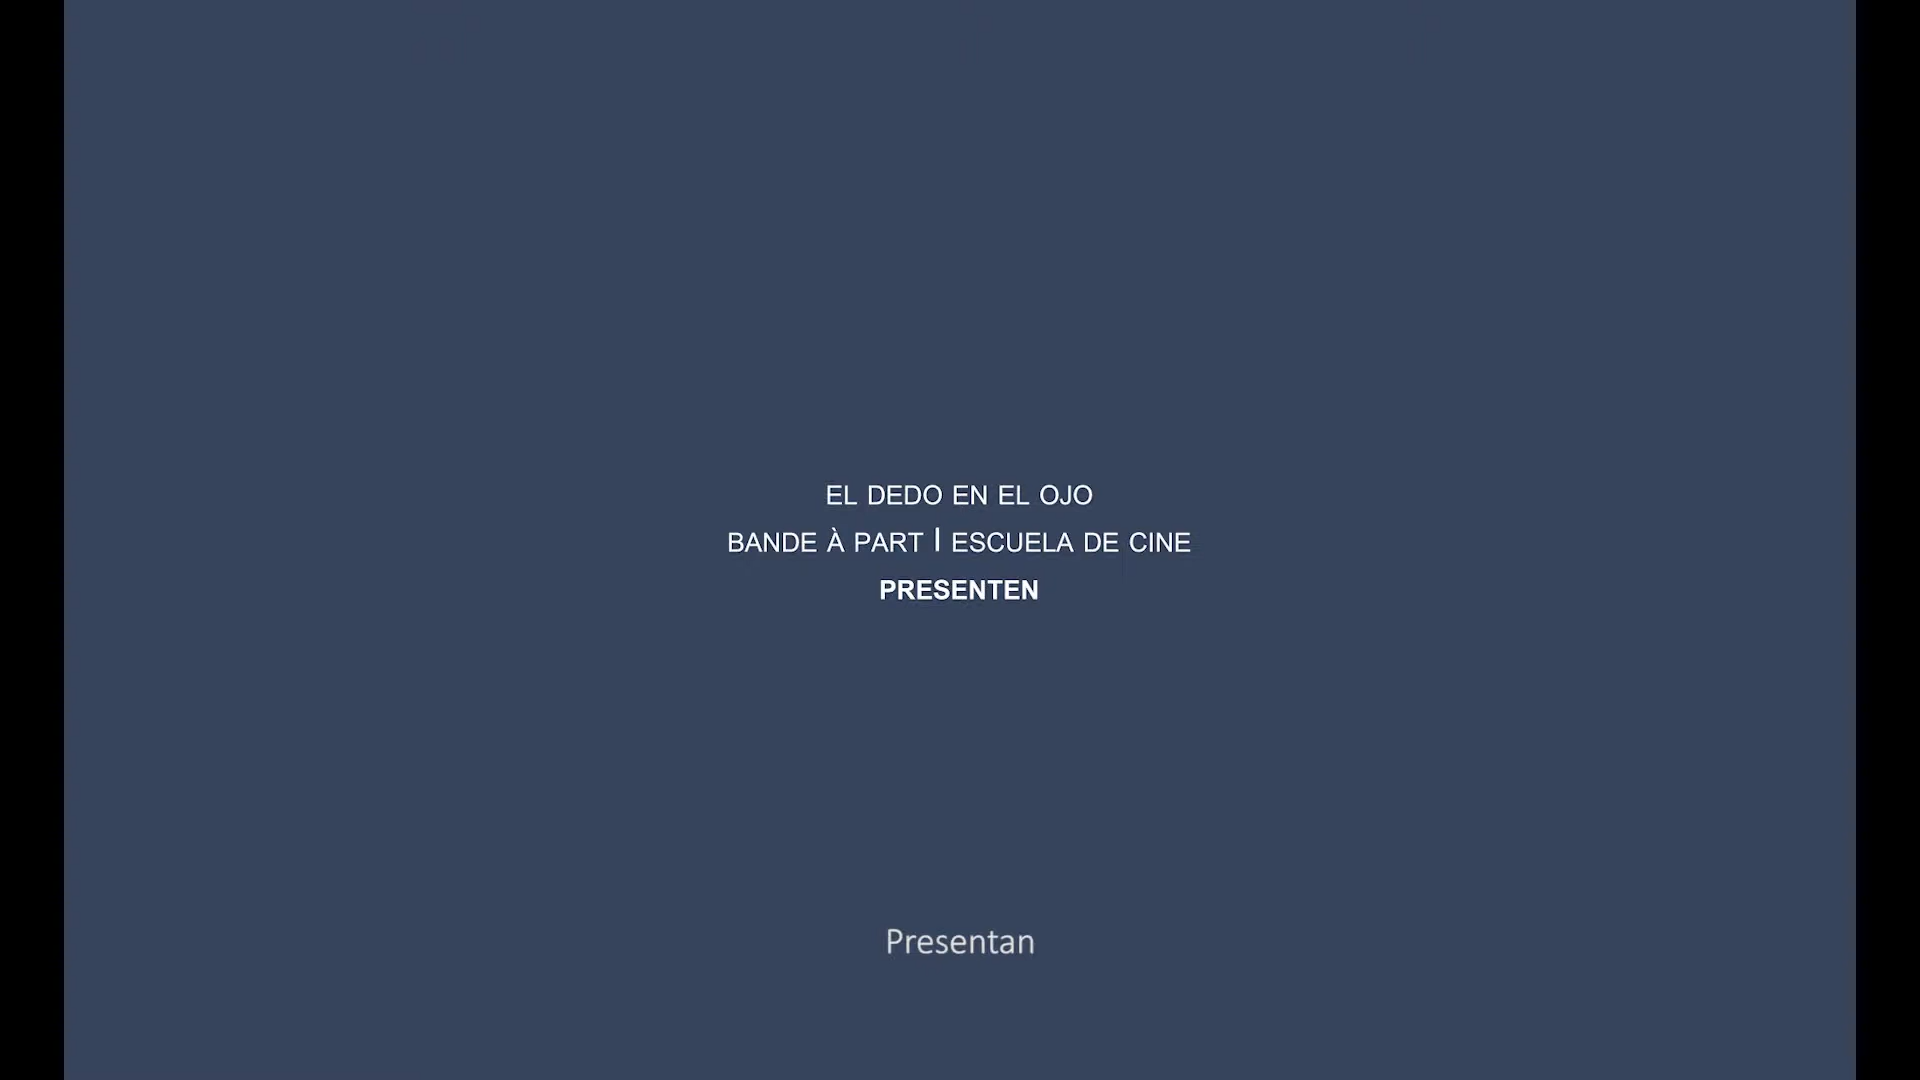 EL DEDO EN EL OJO
BANDE À PART | ESCUELA DE CINE
PRESENTEN
Presentan